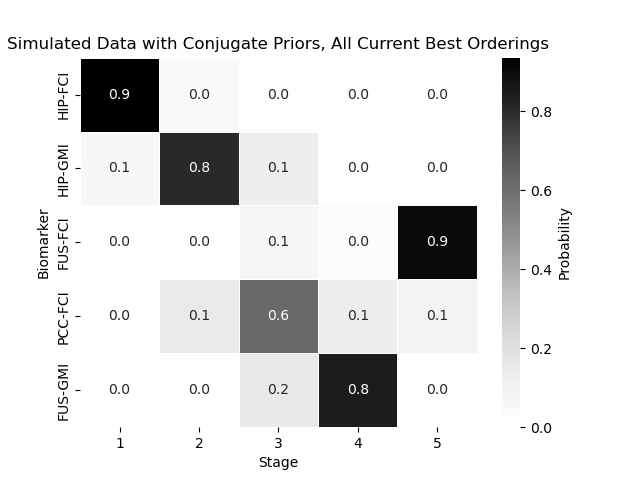 Simulated Data with Conjugate Priors, All Current Best Orderings
HIP-FCI 0.9 0.0 0.0 0.0 0.0
HIP-GMI 0.1 0.8 0.1 0.0 0.0
FUS-FCI 0.0 0.0 0.1 0.0 0.9
PCC-FCI 0.0 0.1 0.6 0.1 0.1
FUS-GMI 0.0 0.0 0.2 0.8 0.0
Biomarker
1 2 3 4 5
Stage
0.8
0.6
0.4
0.2
0.0
Probability